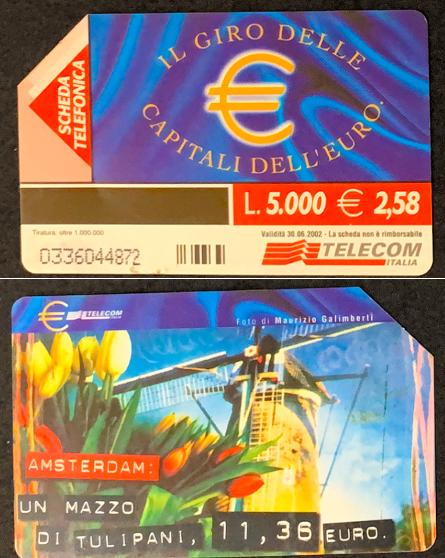 SCHEDA
TELEFONICA
IL GIRO DELLE
€
CAPITALI DELL'EURO.
L. 5.000 € 2,58
Tiratura: oltre 1.000.000
Validità 30.06.2002 - La scheda non è rimborsabile
0336044872
TELECOM
ITALIA
€ TELECOM
ITALIA
Foto di Maurizio Galimberti
AMSTERDAM:
UN MAZZO
DI TULIPANI, 11,36 EURO.